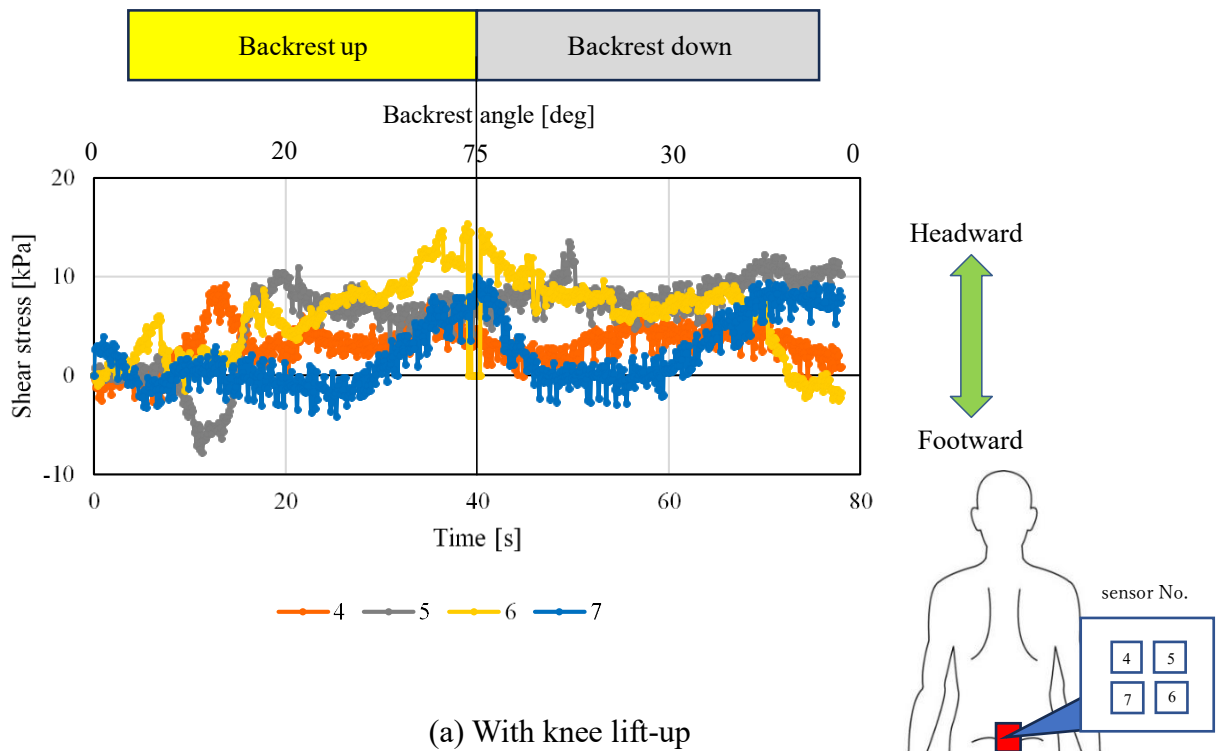 Backrest up Backrest down
Backrest angle [deg]
0 20 75 30 0
20
10
0
-10
Shear stress [kPa]
0 20 40 60 80
Time [s]
4 5 6 7
(a) With knee lift-up
Headward
Footward
sensor No.
4 5
7 6